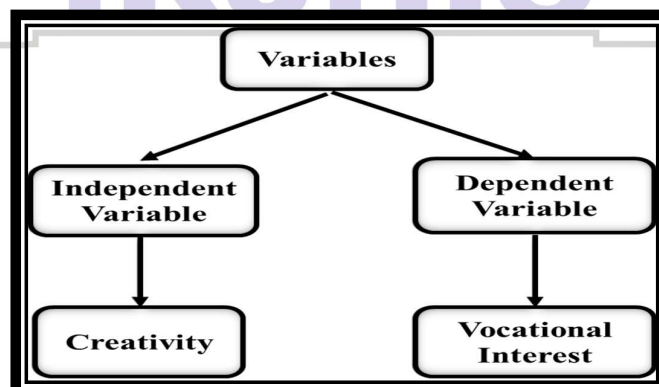 Variables
Independent
Variable
Dependent
Variable
Creativity
Vocational
Interest